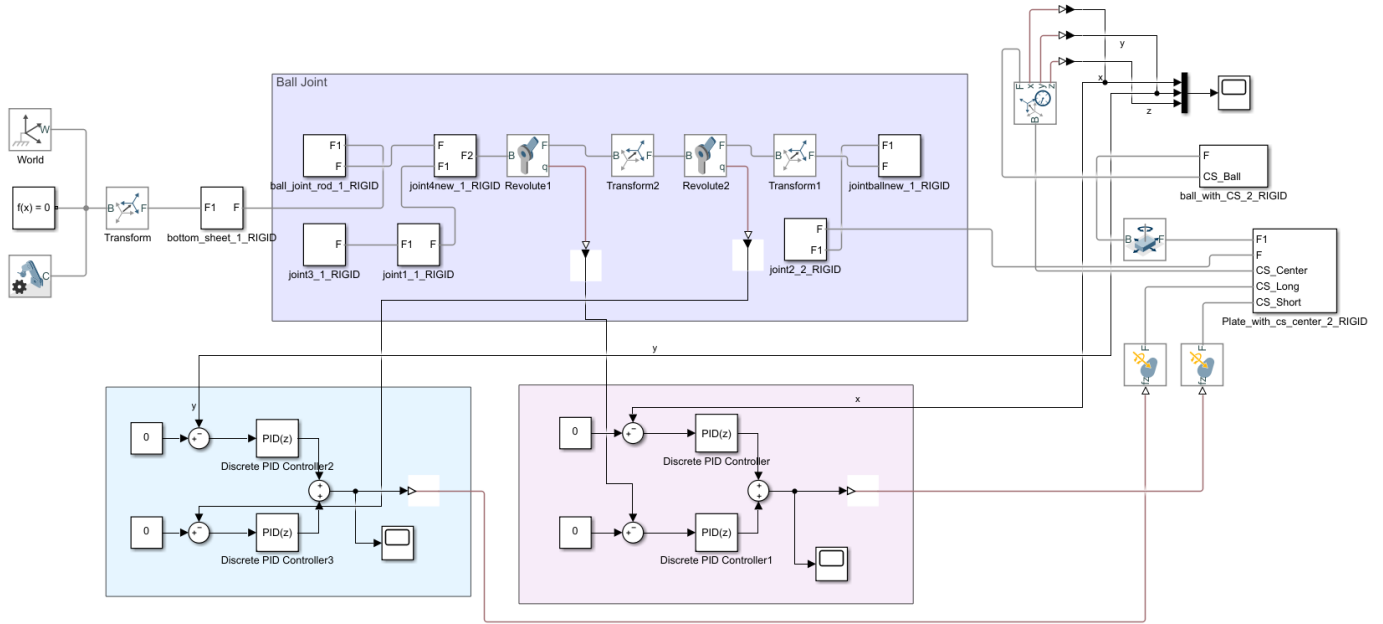 Ball Joint
World
W
f(x) = 0
C
B
F
Transform
F1
F
bottom_sheet_1_RIGID
F1
F
ball_joint_rod_1_RIGID
F
F1
F2
joint4new_1_RIGID
B
F
q
Revolute1
B
F
Transform2
B
F
q
Revolute2
B
F
Transform1
F1
F
jointballnew_1_RIGID
F
joint3_1_RIGID
F1
F
joint1_1_RIGID
F
F1
joint2_2_RIGID
F
x
y
z
B
y
x
z
F
CS_Ball
ball_with_CS_2_RIGID
B
F
F1
F
CS_Center
CS_Long
CS_Short
Plate_with_cs_center_2_RIGID
F
fz
F
fz
y
y
0
PID(z)
Discrete PID Controller2
0
PID(z)
Discrete PID Controller3
x
0
PID(z)
Discrete PID Controller
0
PID(z)
Discrete PID Controller1